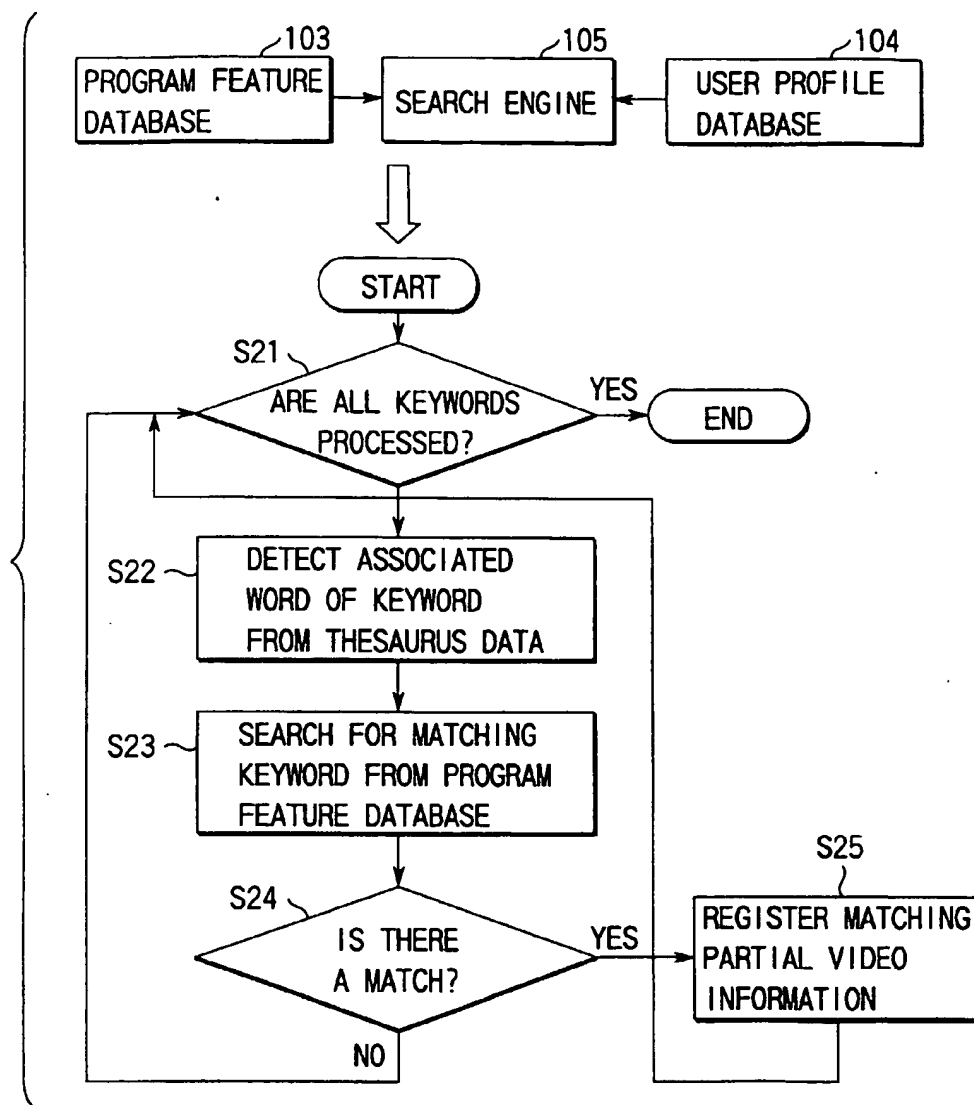 103
PROGRAM FEATURE
DATABASE
105
SEARCH ENGINE
104
USER PROFILE
DATABASE
START
S21
ARE ALL KEYWORDS
PROCESSED?
YES
END
S22
DETECT ASSOCIATED
WORD OF KEYWORD
FROM THESAURUS DATA
S23
SEARCH FOR MATCHING
KEYWORD FROM PROGRAM
FEATURE DATABASE
S24
IS THERE
A MATCH?
YES
NO
S25
REGISTER MATCHING
PARTIAL VIDEO
INFORMATION